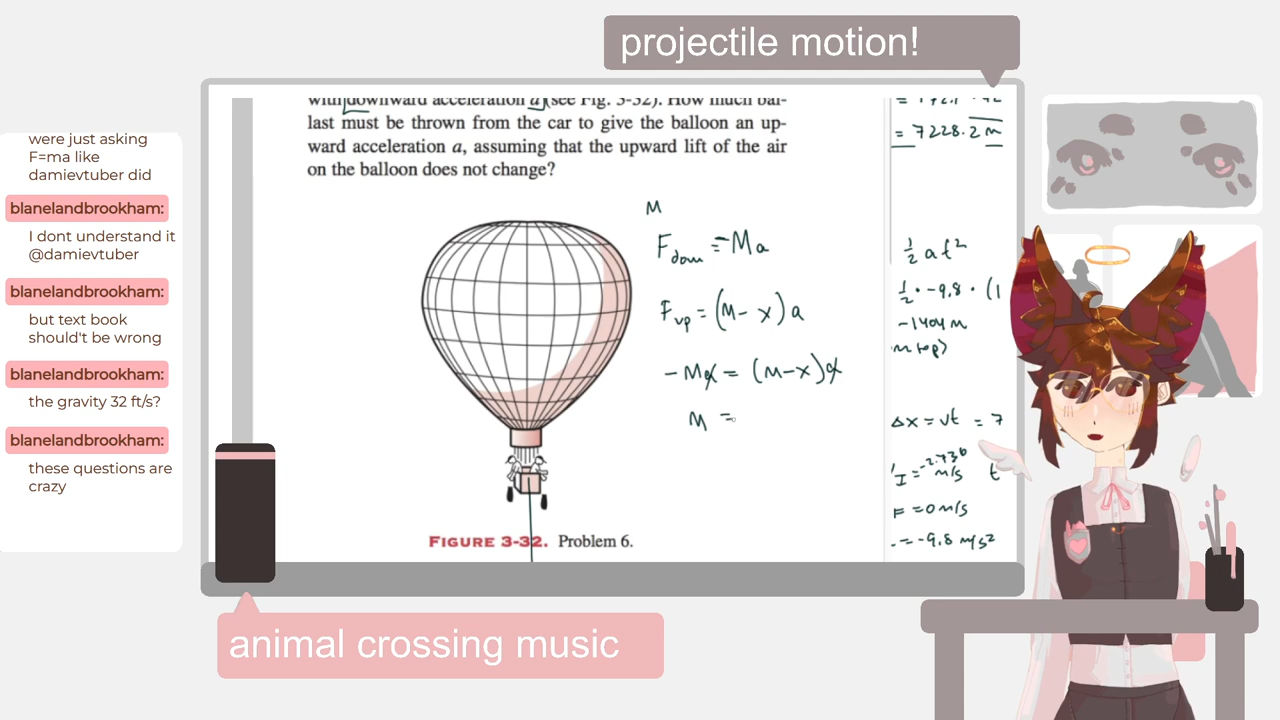 projectile motion!
were just asking
F=ma like
damievtuber did
blanelandbrookham:
I dont understand it
@damievtuber
blanelandbrookham:
but text book
should't be wrong
blanelandbrookham:
the gravity 32 ft/s?
blanelandbrookham:
these questions are
crazy
with downward acceleration a (see Fig. 3-32). How much bal-
last must be thrown from the car to give the balloon an up-
ward acceleration a, assuming that the upward lift of the air
on the balloon does not change?
M
F down = Ma
F up = (M - x) a
-Ma = (M-x)a
M =
FIGURE 3-32. Problem 6.
= 7228.2 m
½ a t²
½ · -9.8 · (1
-1404 m
Δx = vt = 7
-2.736
m/s t
F = 0 m/s
= -9.8 m/s²
animal crossing music